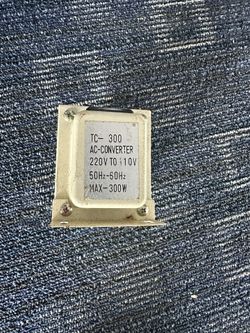 TC- 300
AC-CONVERTER
220V TO 110V
50Hz-60Hz
MAX-300W